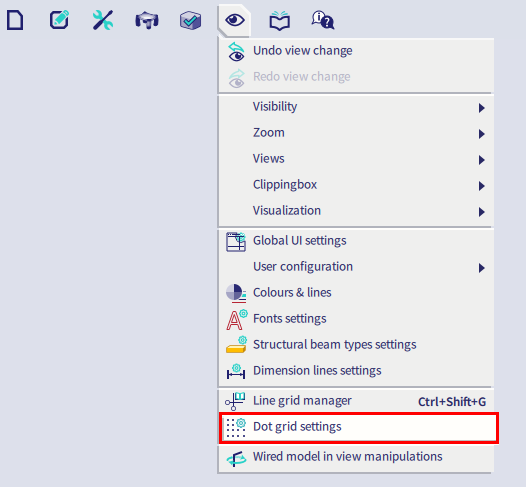 Undo view change
Redo view change
Visibility
Zoom
Views
Clippingbox
Visualization
Global UI settings
User configuration
Colours & lines
Fonts settings
Structural beam types settings
Dimension lines settings
Line grid manager Ctrl+Shift+G
Dot grid settings
Wired model in view manipulations